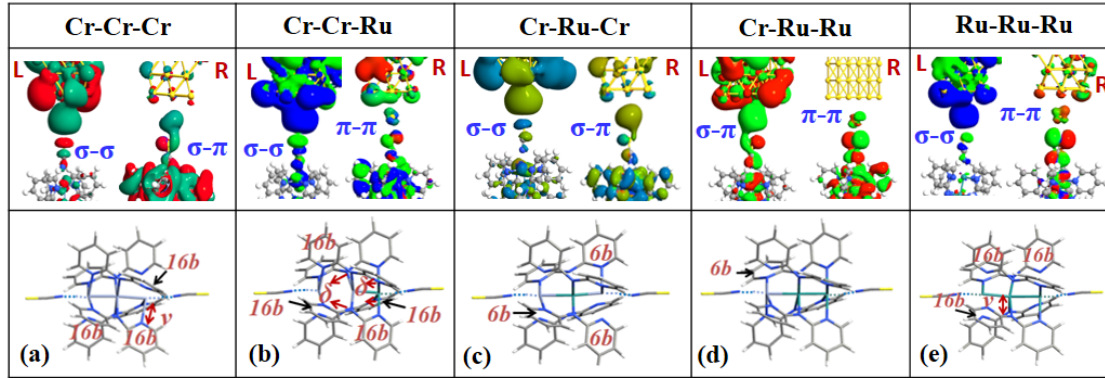 Cr-Cr-Cr
Cr-Cr-Ru
Cr-Ru-Cr
Cr-Ru-Ru
Ru-Ru-Ru
L
R
σ-σ
σ-π
L
R
σ-σ
π-π
L
R
σ-σ
σ-π
L
R
σ-π
π-π
L
R
σ-σ
π-π
16b
16b
16b
ν
(a)
16b
δ
δ
16b
16b
16b
(b)
6b
6b
6b
(c)
6b
(d)
16b
16b
16b
ν
(e)